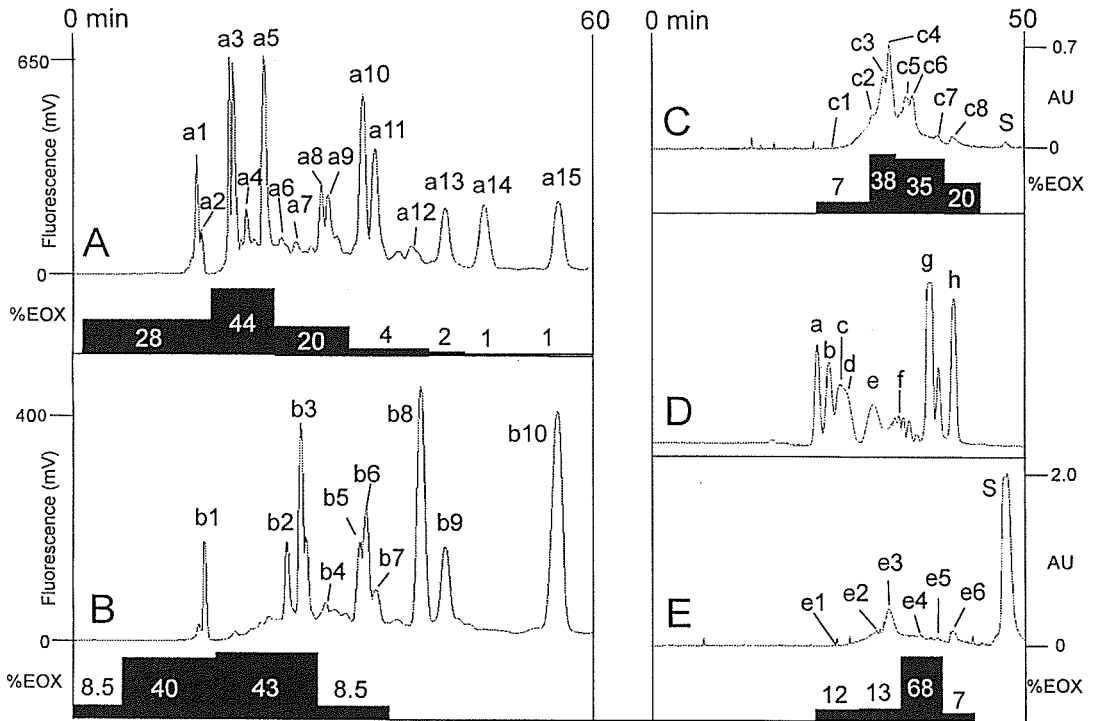 0 min
60
650
Fluorescence (mV)
0
A
a1
a2
a3
a4
a5
a6
a7
a8
a9
a10
a11
a12
a13
a14
a15
%EOX
28
44
20
4
2
1
1
400
Fluorescence (mV)
0
B
b1
b2
b3
b4
b5
b6
b7
b8
b9
b10
%EOX
8.5
40
43
8.5
0 min
50
C
c1
c2
c3
c4
c5
c6
c7
c8
S
0.7
AU
0
%EOX
7
38
35
20
D
a
b
c
d
e
f
g
h
E
e1
e2
e3
e4
e5
e6
S
2.0
AU
0
%EOX
12
13
68
7